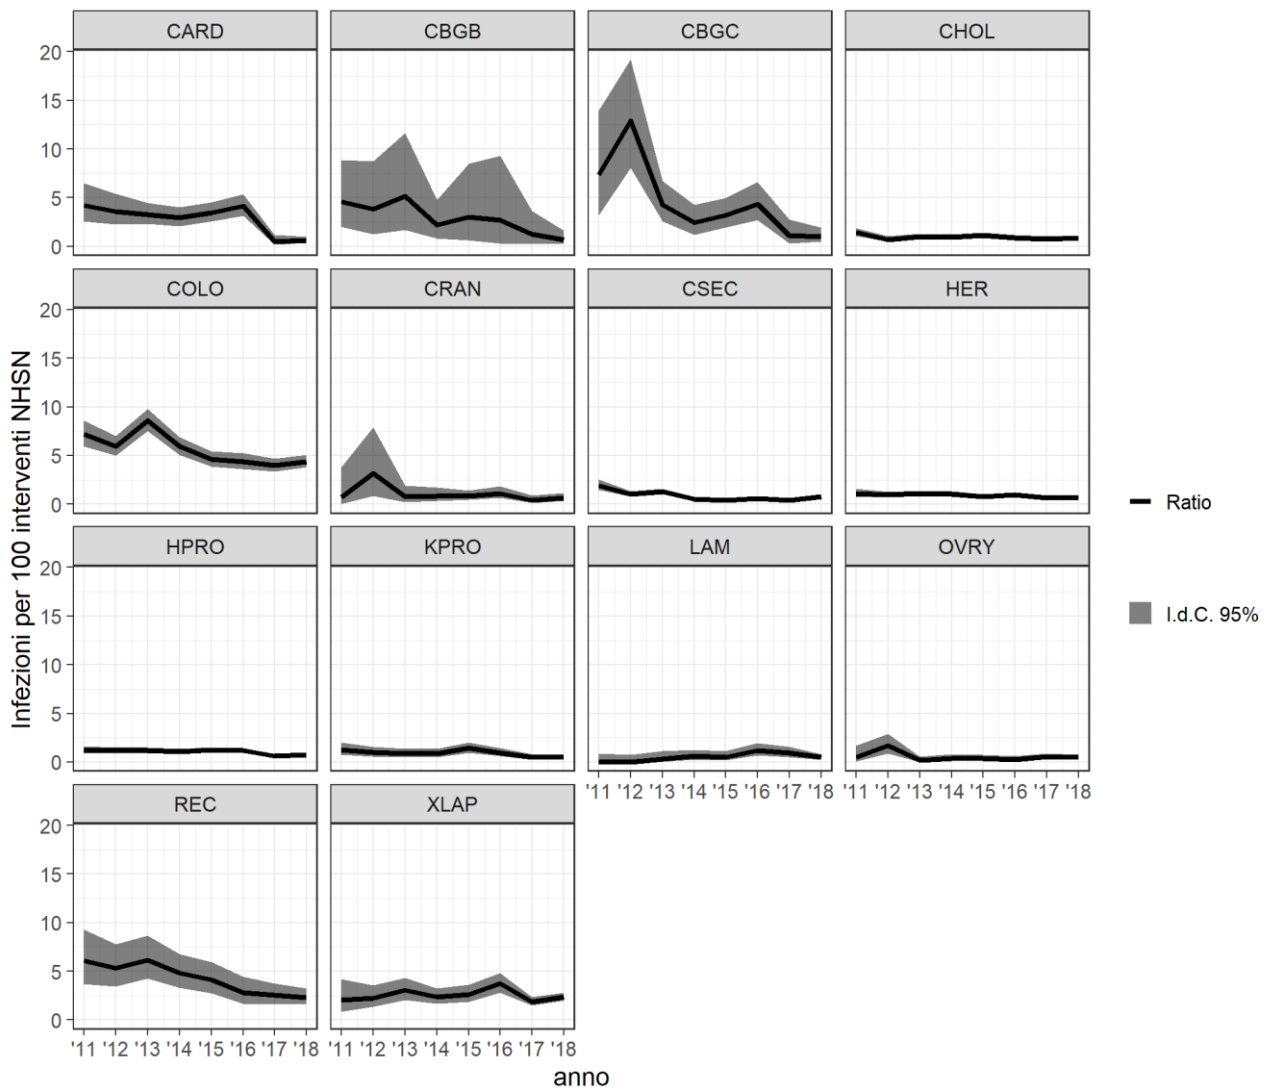 CARD CBGB CBGC CHOL
20
15
10
5
0
COLO CRAN CSEC HER
20
15
10
5
0
HPRO KPRO LAM OVRY
20
15
10
5
0
'11 '12 '13 '14 '15 '16 '17 '18 '11 '12 '13 '14 '15 '16 '17 '18
REC XLAP
20
15
10
5
0
'11 '12 '13 '14 '15 '16 '17 '18 '11 '12 '13 '14 '15 '16 '17 '18
anno
Infezioni per 100 interventi NHSN
Ratio
I.d.C. 95%